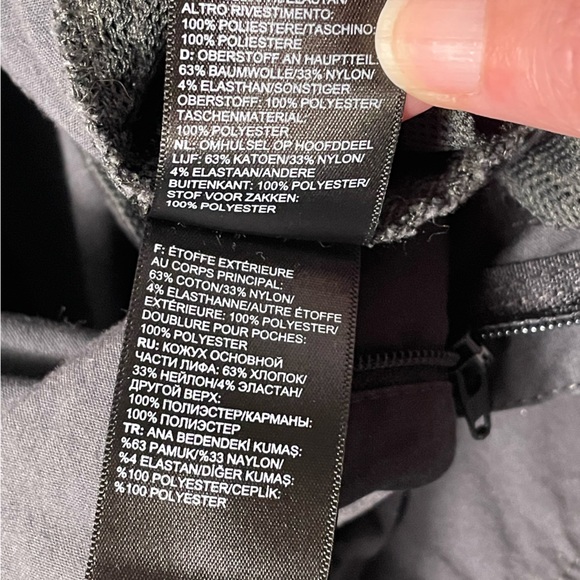 ELASTAN/
ALTRO RIVESTIMENTO:
100% POLIESTERE/TASCHINO:
100% POLIESTERE
D: OBERSTOFF AN HAUPTTEIL:
63% BAUMWOLLE/33% NYLON/
4% ELASTHAN/SONSTIGER
OBERSTOFF: 100% POLYESTER/
TASCHENMATERIAL:
100% POLYESTER
NL: OMHULSEL OP HOOFDDEEL
LIJF: 63% KATOEN/33% NYLON/
4% ELASTAAN/ANDERE
BUITENKANT: 100% POLYESTER/
STOF VOOR ZAKKEN:
100% POLYESTER
F: ÉTOFFE EXTÉRIEURE
AU CORPS PRINCIPAL:
63% COTON/33% NYLON/
4% ELASTHANNE/AUTRE ÉTOFFE
EXTÉRIEURE: 100% POLYESTER/
DOUBLURE POUR POCHES:
100% POLYESTER
RU: КОЖУХ ОСНОВНОЙ
ЧАСТИ ЛИФА: 63% ХЛОПОК/
33% НЕЙЛОН/4% ЭЛАСТАН/
ДРУГОЙ ВЕРХ:
100% ПОЛИЭСТЕР/КАРМАНЫ:
100% ПОЛИЭСТЕР
TR: ANA BEDENDEKİ KUMAŞ:
%63 PAMUK/%33 NAYLON/
%4 ELASTAN/DİĞER KUMAŞ:
%100 POLYESTER/CEPLİK:
%100 POLYESTER